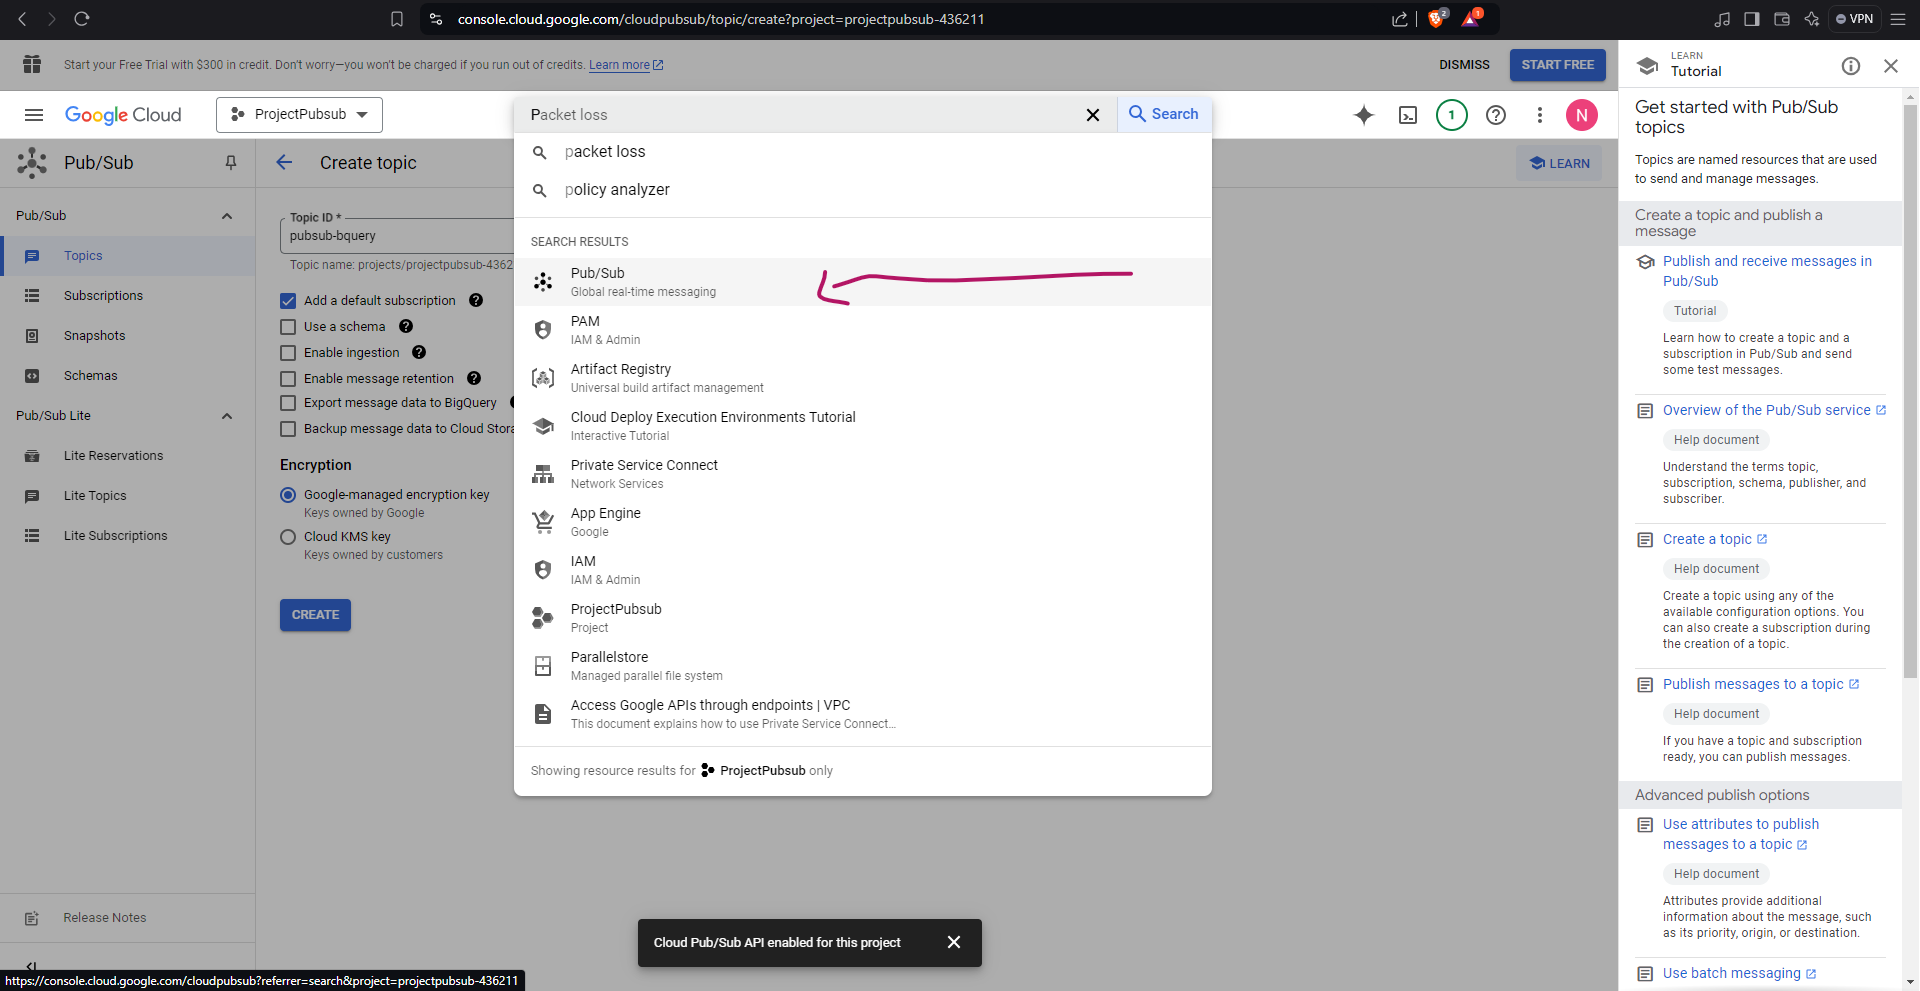 console.cloud.google.com/cloudpubsub/topic/create?project=projectpubsub-436211
2
1
VPN
Start your Free Trial with $300 in credit. Don't worry—you won't be charged if you run out of credits. Learn more
DISMISS
START FREE
Google Cloud
ProjectPubsub
Packet loss
Search
1
N
Pub/Sub
Create topic
LEARN
packet loss
policy analyzer
Pub/Sub
Topics
Subscriptions
Snapshots
Schemas
Pub/Sub Lite
Lite Reservations
Lite Topics
Lite Subscriptions
Release Notes
Topic ID *
pubsub-bquery
Topic name: projects/projectpubsub-4362
Add a default subscription
Use a schema
Enable ingestion
Enable message retention
Export message data to BigQuery
Backup message data to Cloud Stora
Encryption
Google-managed encryption key
Keys owned by Google
Cloud KMS key
Keys owned by customers
CREATE
SEARCH RESULTS
Pub/Sub
Global real-time messaging
PAM
IAM & Admin
Artifact Registry
Universal build artifact management
Cloud Deploy Execution Environments Tutorial
Interactive Tutorial
Private Service Connect
Network Services
App Engine
Google
IAM
IAM & Admin
ProjectPubsub
Project
Parallelstore
Managed parallel file system
Access Google APIs through endpoints | VPC
This document explains how to use Private Service Connect...
Showing resource results for ProjectPubsub only
Cloud Pub/Sub API enabled for this project
https://console.cloud.google.com/cloudpubsub?referrer=search&project=projectpubsub-436211
LEARN
Tutorial
Get started with Pub/Sub
topics
Topics are named resources that are used
to send and manage messages.
Create a topic and publish a
message
Publish and receive messages in
Pub/Sub
Tutorial
Learn how to create a topic and a
subscription in Pub/Sub and send
some test messages.
Overview of the Pub/Sub service
Help document
Understand the terms topic,
subscription, schema, publisher, and
subscriber.
Create a topic
Help document
Create a topic using any of the
available configuration options. You
can also create a subscription during
the creation of a topic.
Publish messages to a topic
Help document
If you have a topic and subscription
ready, you can publish messages.
Advanced publish options
Use attributes to publish
messages to a topic
Help document
Attributes provide additional
information about the message, such
as its priority, origin, or destination.
Use batch messaging